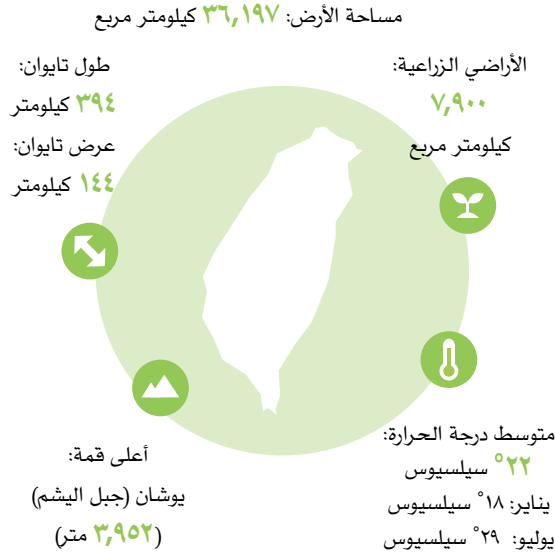 مساحة الأرض: ٣٦,١٩٧ كيلومتر مربع
الأراضي الزراعية:
٧,٩٠٠
كيلومتر مربع
طول تايوان:
٣٩٤ كيلومتر
عرض تايوان:
١٤٤ كيلومتر
متوسط درجة الحرارة:
٢٢° سيلسيوس
يناير: ١٨° سيلسيوس
يوليو: ٢٩° سيلسيوس
أعلى قمة:
يوشان (جبل اليشم)
(٣,٩٥٢ متر)